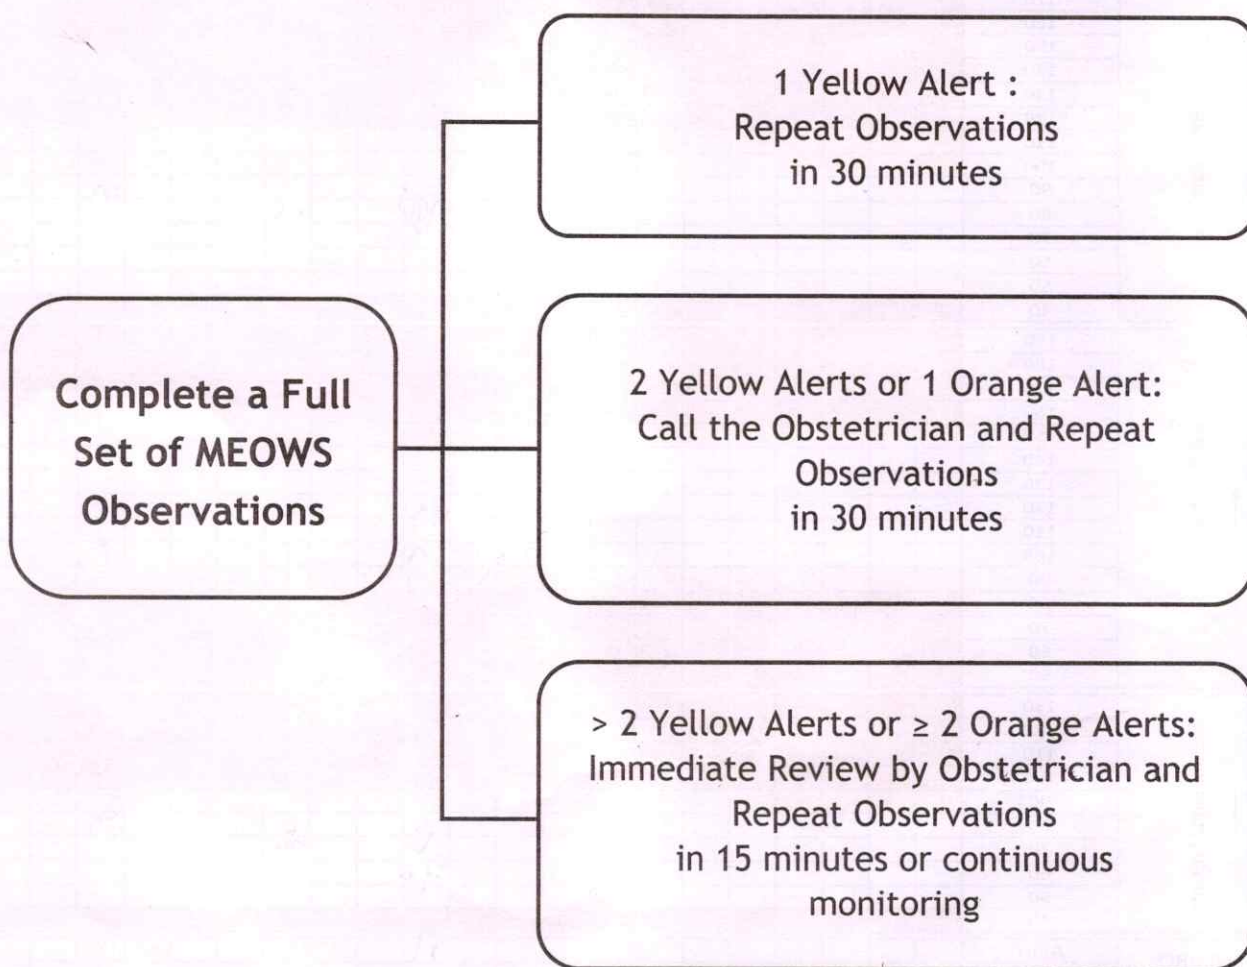 1 Yellow Alert :
Repeat Observations
in 30 minutes
Complete a Full
Set of MEOWS
Observations
2 Yellow Alerts or 1 Orange Alert:
Call the Obstetrician and Repeat
Observations
in 30 minutes
> 2 Yellow Alerts or ≥ 2 Orange Alerts:
Immediate Review by Obstetrician and
Repeat Observations
in 15 minutes or continuous
monitoring